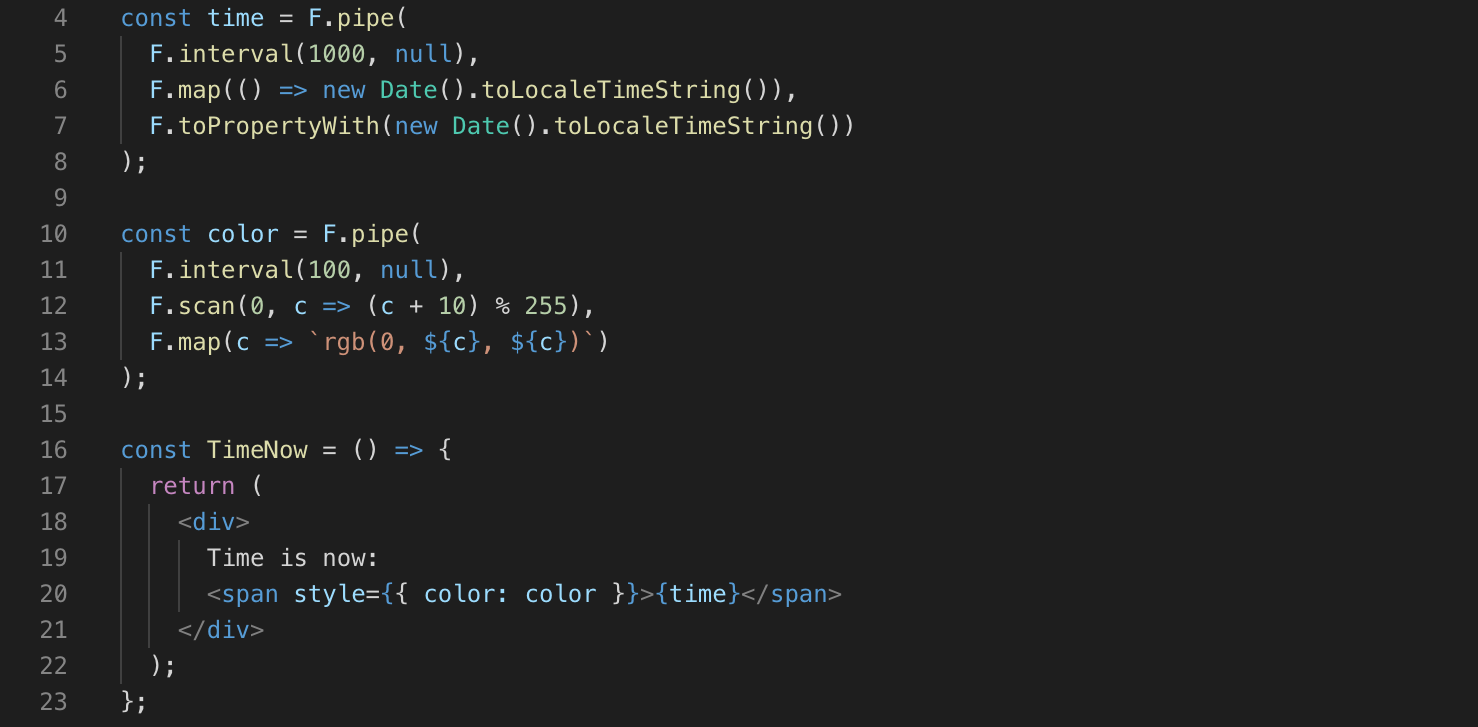 4 const time = F.pipe(
5 F.interval(1000, null),
6 F.map(() => new Date().toLocaleTimeString()),
7 F.toPropertyWith(new Date().toLocaleTimeString())
8 );
9
10 const color = F.pipe(
11 F.interval(100, null),
12 F.scan(0, c => (c + 10) % 255),
13 F.map(c => `rgb(0, ${c}, ${c})`)
14 );
15
16 const TimeNow = () => {
17 return (
18 <div>
19 Time is now:
20 <span style={{ color: color }}>{time}</span>
21 </div>
22 );
23 };